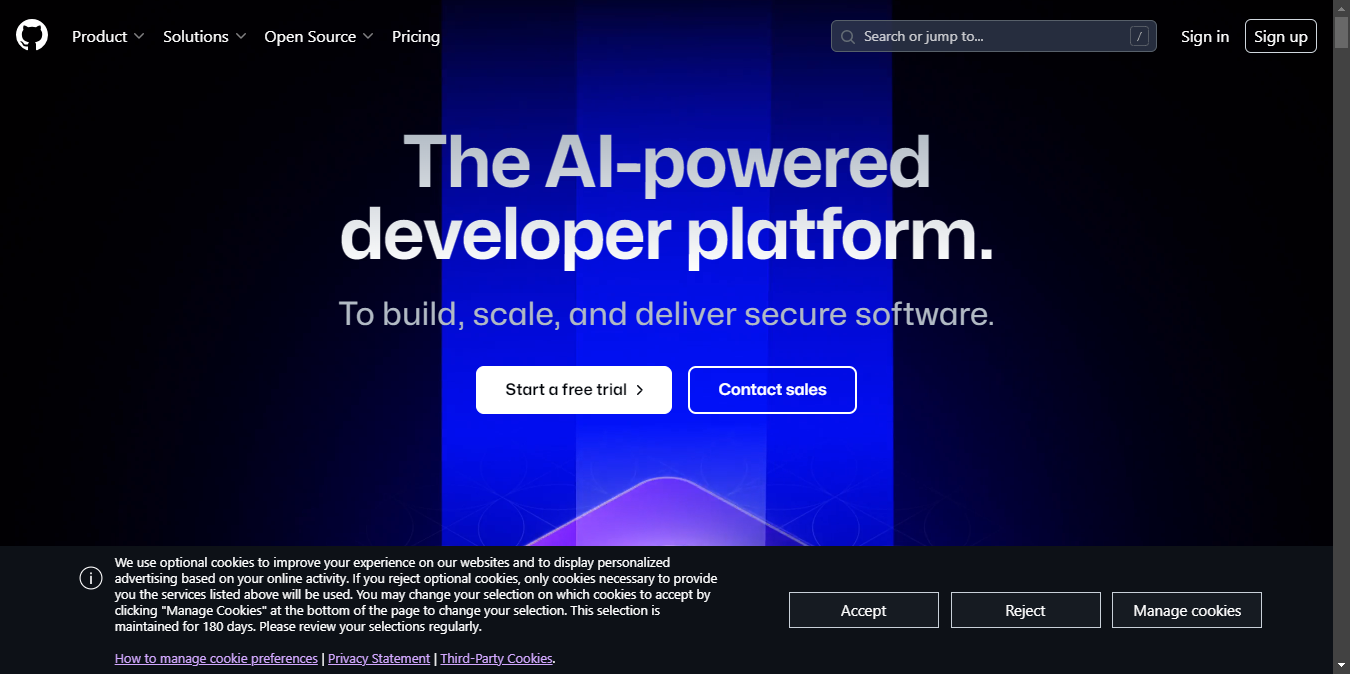 Product Solutions Open Source Pricing Search or jump to... / Sign in Sign up
The AI-powered
developer platform.
To build, scale, and deliver secure software.
Start a free trial Contact sales
We use optional cookies to improve your experience on our websites and to display personalized
advertising based on your online activity. If you reject optional cookies, only cookies necessary to provide
you the services listed above will be used. You may change your selection on which cookies to accept by
clicking "Manage Cookies" at the bottom of the page to change your selection. This selection is
maintained for 180 days. Please review your selections regularly.
How to manage cookie preferences | Privacy Statement | Third-Party Cookies.
Accept Reject Manage cookies